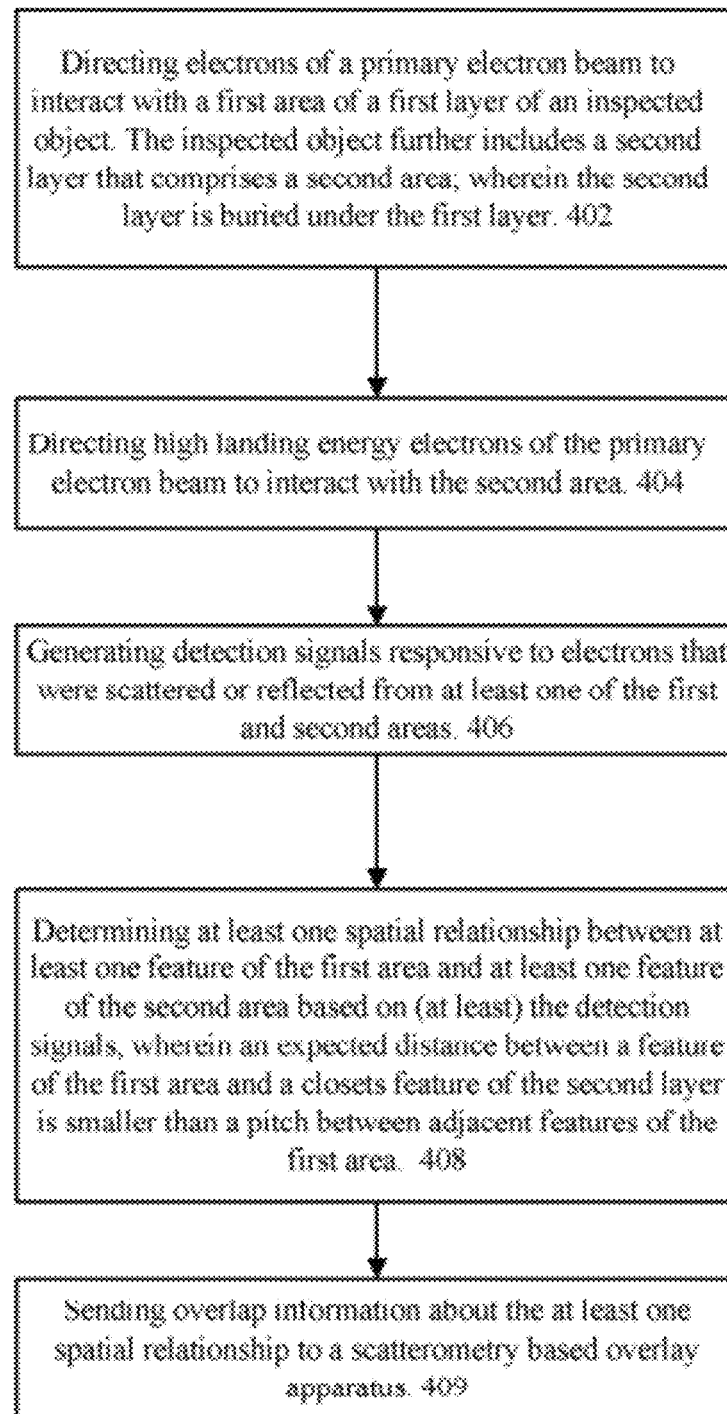 Directing electrons of a primary electron beam to
interact with a first area of a first layer of an inspected
object. The inspected object further includes a second
layer that comprises a second area; wherein the second
layer is buried under the first layer. 402
Directing high landing energy electrons of the primary
electron beam to interact with the second area. 404
Generating detection signals responsive to electrons that
were scattered or reflected from at least one of the first
and second areas. 406
Determining at least one spatial relationship between at
least one feature of the first area and at least one feature
of the second area based on (at least) the detection
signals, wherein an expected distance between a feature
of the first area and a closets feature of the second layer
is smaller than a pitch between adjacent features of the
first area. 408
Sending overlap information about the at least one
spatial relationship to a scatterometry based overlay
apparatus. 409